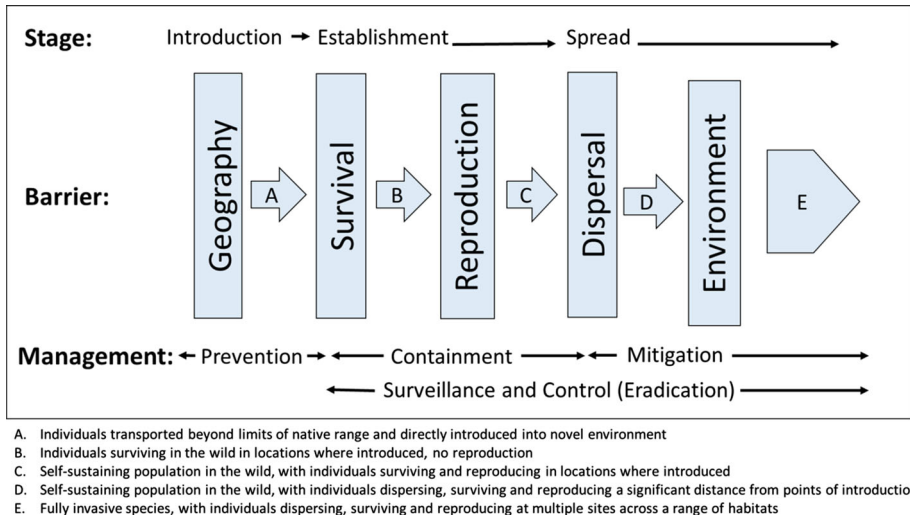 Stage: Introduction Establishment Spread
Barrier:
Geography
A
Survival
B
Reproduction
C
Dispersal
D
Environment
E
Management: Prevention Containment Mitigation
Surveillance and Control (Eradication)
A. Individuals transported beyond limits of native range and directly introduced into novel environment
B. Individuals surviving in the wild in locations where introduced, no reproduction
C. Self-sustaining population in the wild, with individuals surviving and reproducing in locations where introduced
D. Self-sustaining population in the wild, with individuals dispersing, surviving and reproducing a significant distance from points of introductio
E. Fully invasive species, with individuals dispersing, surviving and reproducing at multiple sites across a range of habitats